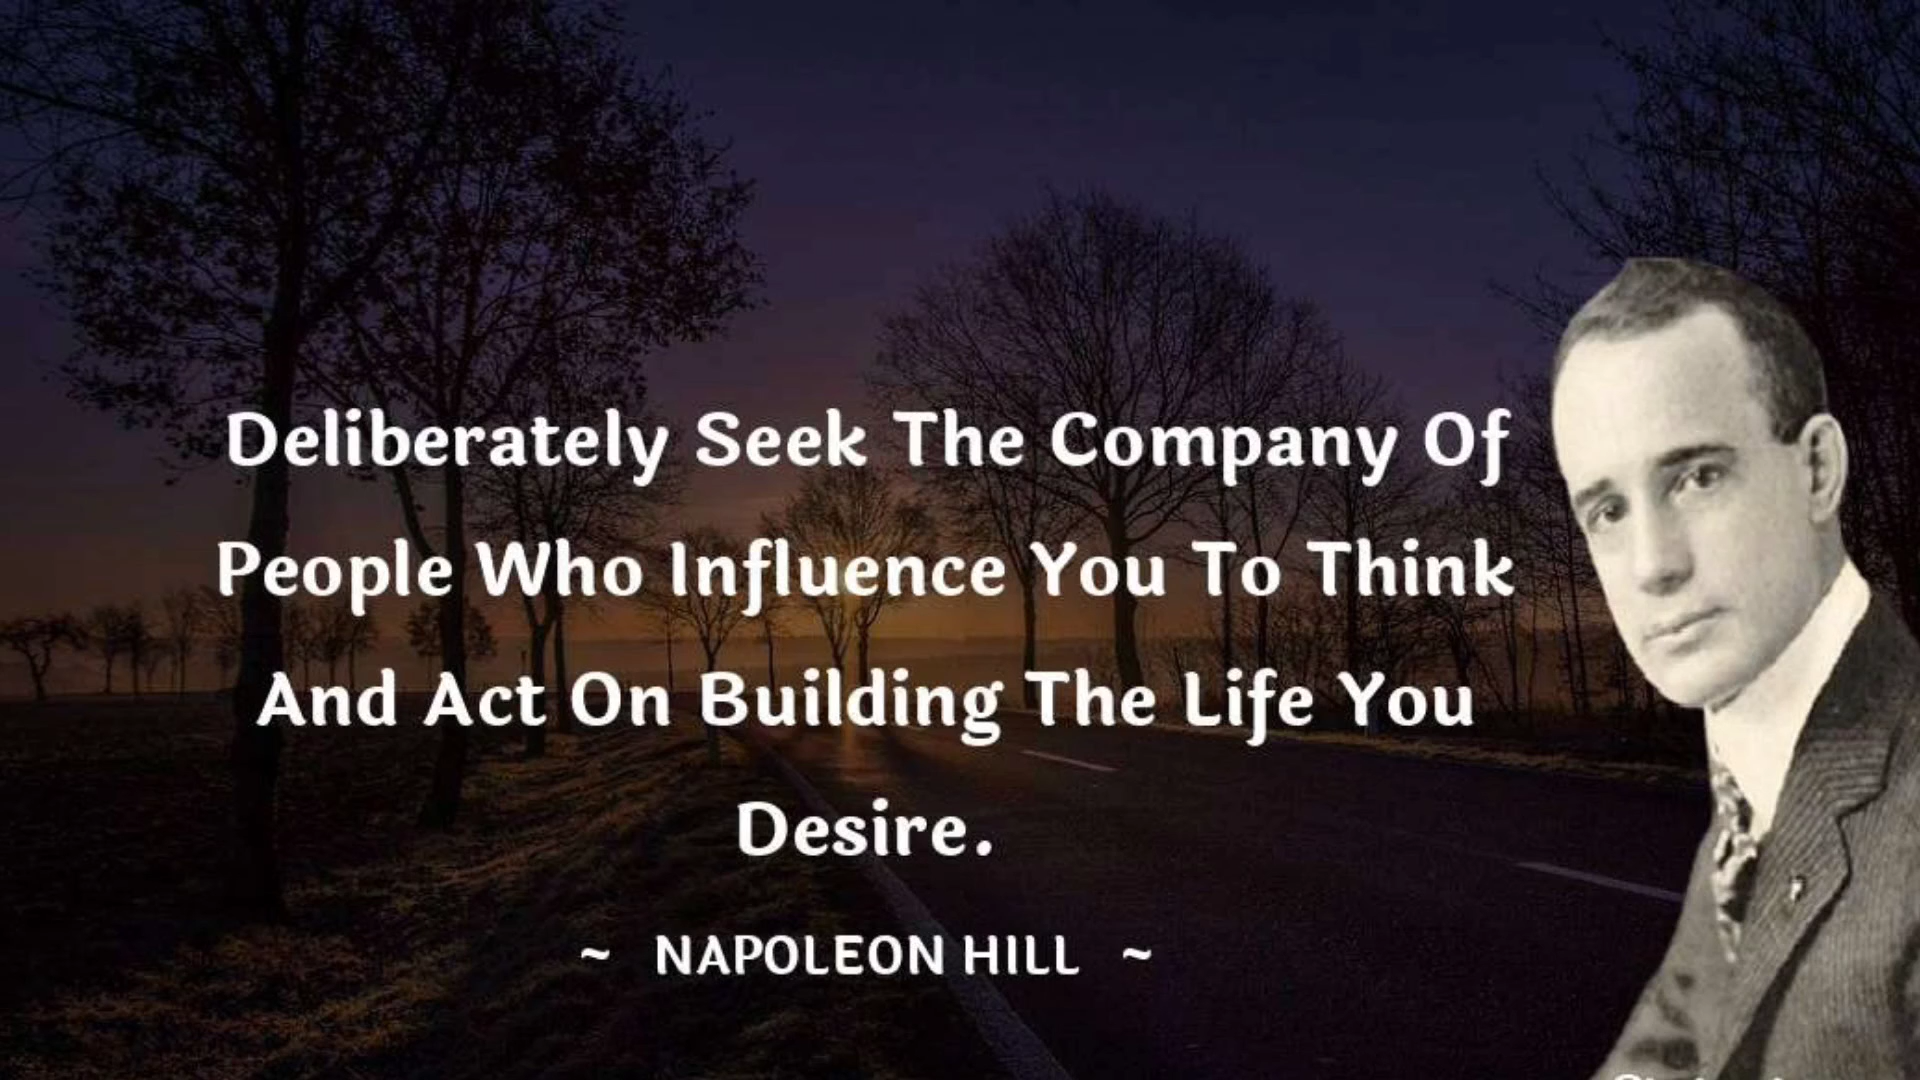 Deliberately Seek The Company Of
People Who Influence You To Think
And Act On Building The Life You
Desire.
~ NAPOLEON HILL ~